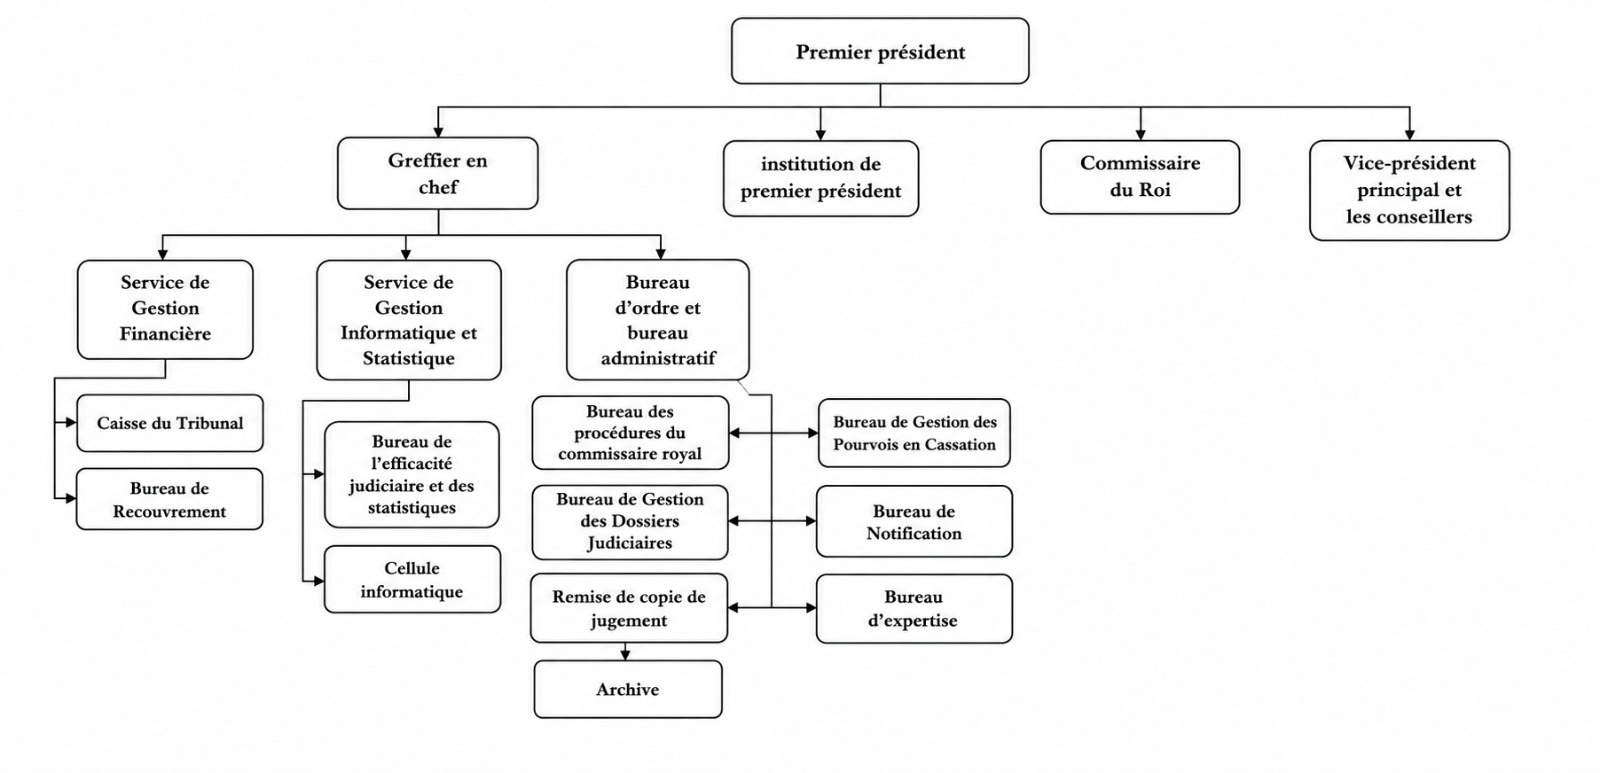 Premier président
Greffier en
chef
institution de
premier président
Commissaire
du Roi
Vice-président
principal et
les conseillers
Service de
Gestion
Financière
Service de
Gestion
Informatique et
Statistique
Bureau
d’ordre et
bureau
administratif
Caisse du Tribunal
Bureau de
Recouvrement
Bureau de
l’efficacité
judiciaire et des
statistiques
Cellule
informatique
Bureau des
procédures du
commissaire royal
Bureau de Gestion des
Pourvois en Cassation
Bureau de Gestion
des Dossiers
Judiciaires
Bureau de
Notification
Remise de copie de
jugement
Bureau
d’expertise
Archive